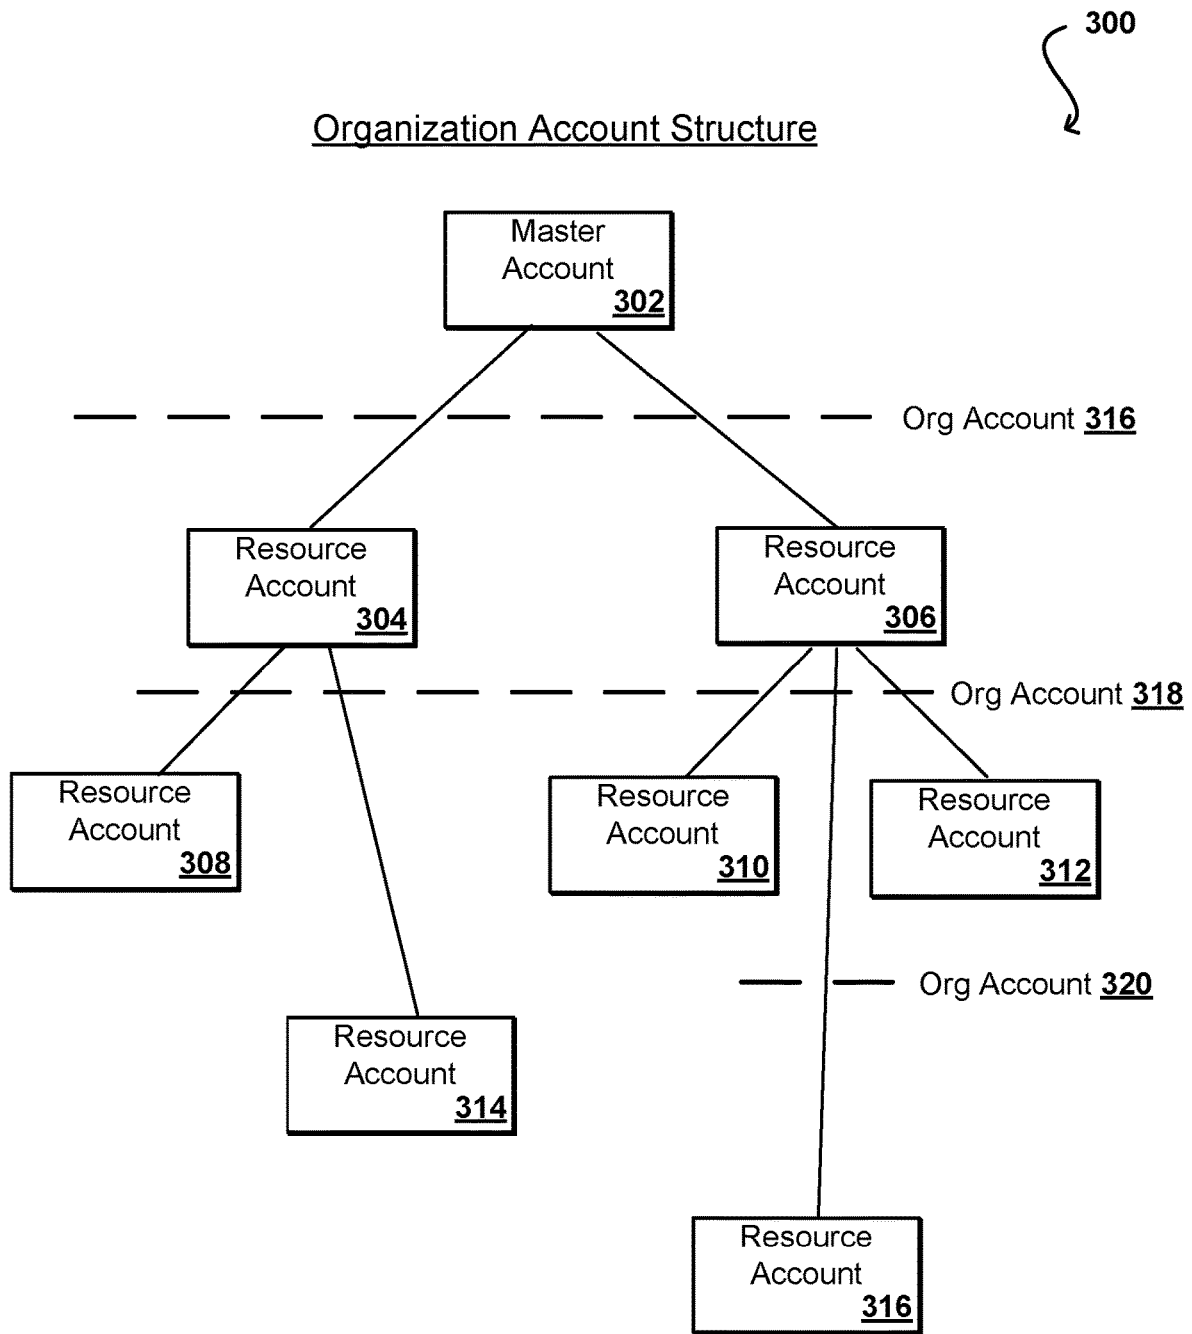 300
Organization Account Structure
Master
Account
302
Org Account 316
Resource
Account
304
Resource
Account
306
Org Account 318
Resource
Account
308
Resource
Account
310
Resource
Account
312
Org Account 320
Resource
Account
314
Resource
Account
316